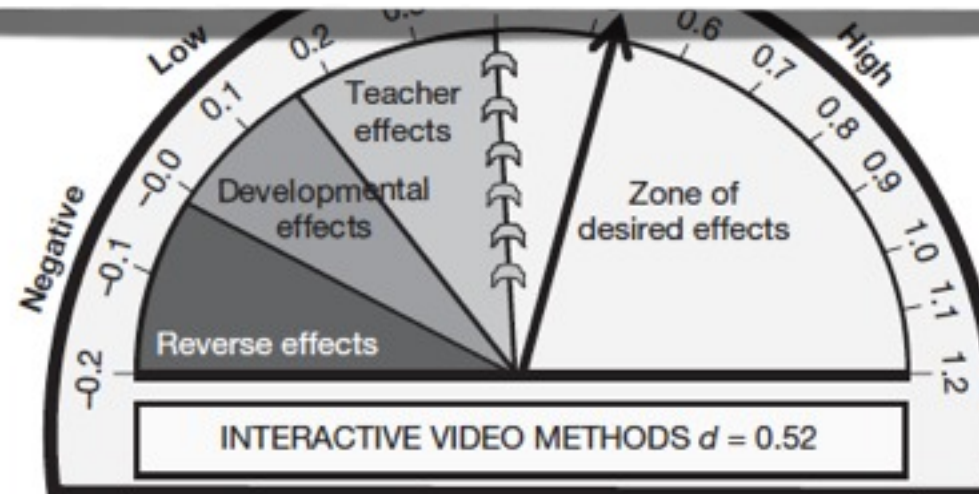 Low
High
Negative
-0.2
-0.1
-0.0
0.1
0.2
0.6
0.7
0.8
0.9
1.0
1.1
1.2
Teacher
effects
Developmental
effects
Zone of
desired effects
Reverse effects
INTERACTIVE VIDEO METHODS d = 0.52